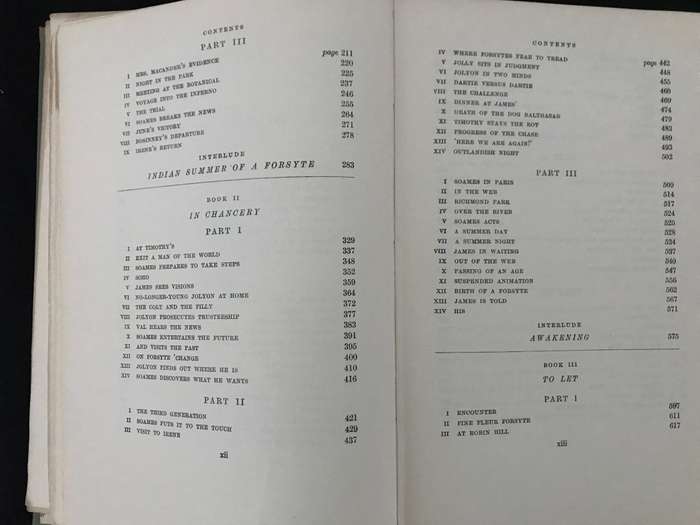 CONTENTS
PART III
I MRS. MACANDER'S EVIDENCE page 211
II NIGHT IN THE PARK 220
III MEETING AT THE BOTANICAL 225
IV VOYAGE INTO THE INFERNO 237
V THE TRIAL 246
VI SOAMES BREAKS THE NEWS 255
VII JUNE'S VICTORY 264
VIII BOSINNEY'S DEPARTURE 271
IX IRENE'S RETURN 278
INTERLUDE
INDIAN SUMMER OF A FORSYTE 283
BOOK II
IN CHANCERY
PART I
I AT TIMOTHY'S 329
II EXIT A MAN OF THE WORLD 337
III SOAMES PREPARES TO TAKE STEPS 348
IV SOHO 352
V JAMES SEES VISIONS 359
VI NO-LONGER-YOUNG JOLYON AT HOME 364
VII THE COLT AND THE FILLY 372
VIII JOLYON PROSECUTES TRUSTEESHIP 377
IX VAL HEARS THE NEWS 383
X SOAMES ENTERTAINS THE FUTURE 391
XI AND VISITS THE PAST 395
XII ON FORSYTE 'CHANGE 400
XIII JOLYON FINDS OUT WHERE HE IS 410
XIV SOAMES DISCOVERS WHAT HE WANTS 416
PART II
I THE THIRD GENERATION 421
II SOAMES PUTS IT TO THE TOUCH 429
III VISIT TO IRENE 437
xii
CONTENTS
IV WHERE FORSYTES FEAR TO TREAD page 442
V JOLLY SITS IN JUDGMENT 448
VI JOLYON IN TWO MINDS 455
VII DARTIE VERSUS DARTIE 460
VIII THE CHALLENGE 469
IX DINNER AT JAMES' 474
X DEATH OF THE DOG BALTHASAR 479
XI TIMOTHY STAYS THE ROT 483
XII PROGRESS OF THE CHASE 489
XIII 'HERE WE ARE AGAIN!' 493
XIV OUTLANDISH NIGHT 502
PART III
I SOAMES IN PARIS 509
II IN THE WEB 514
III RICHMOND PARK 517
IV OVER THE RIVER 524
V SOAMES ACTS 525
VI A SUMMER DAY 528
VII A SUMMER NIGHT 534
VIII JAMES IN WAITING 537
IX OUT OF THE WEB 540
X PASSING OF AN AGE 547
XI SUSPENDED ANIMATION 556
XII BIRTH OF A FORSYTE 562
XIII JAMES IS TOLD 567
XIV HIS 571
INTERLUDE
AWAKENING 575
BOOK III
TO LET
PART I
I ENCOUNTER 597
II FINE FLEUR FORSYTE 611
III AT ROBIN HILL 617
xiii